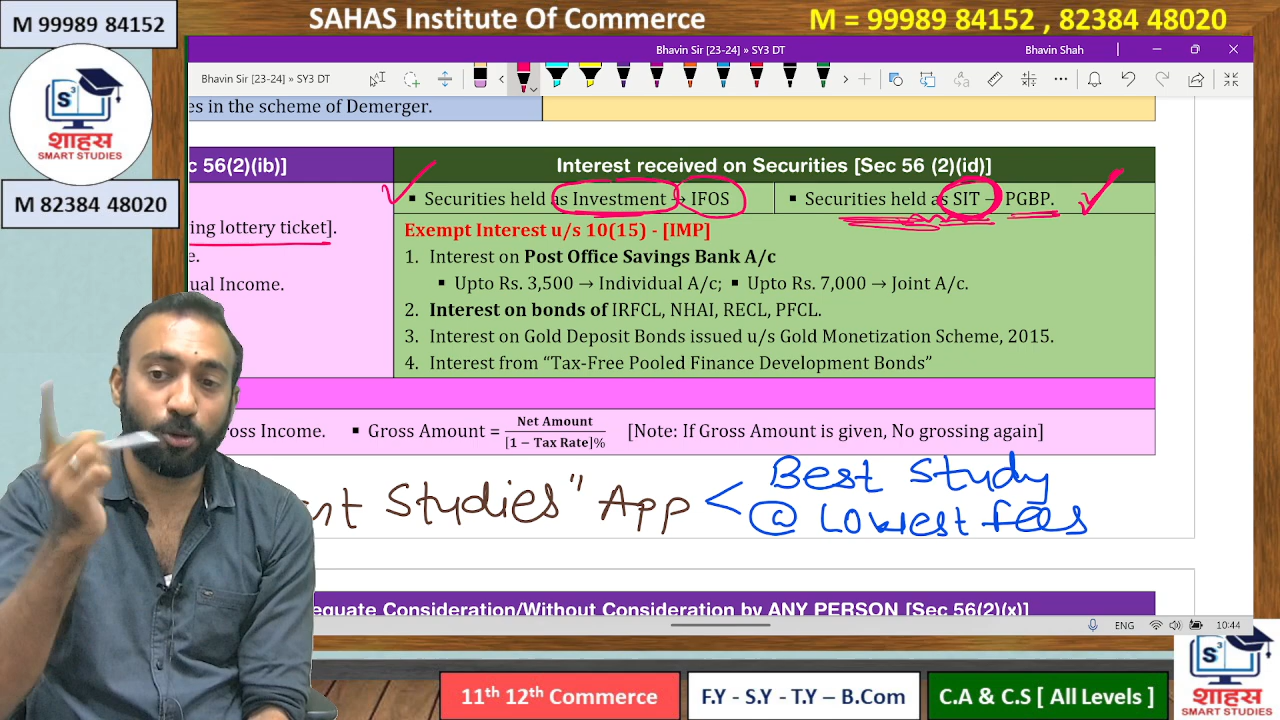 M 99989 84152
SAHAS Institute Of Commerce
M = 99989 84152 , 82384 48020
S³
शाहस
SMART STUDIES
M 82384 48020
Bhavin Sir [23-24] » SY3 DT
Bhavin Shah
Bhavin Sir [23-24] » SY3 DT
es in the scheme of Demerger.
c 56(2)(ib)]
Interest received on Securities [Sec 56 (2)(id)]
▪ Securities held as Investment → IFOS
▪ Securities held as SIT – PGBP.
ing lottery ticket].
e.
ual Income.
Exempt Interest u/s 10(15) - [IMP]
1. Interest on Post Office Savings Bank A/c
▪ Upto Rs. 3,500 → Individual A/c; ▪ Upto Rs. 7,000 → Joint A/c.
2. Interest on bonds of IRFCL, NHAI, RECL, PFCL.
3. Interest on Gold Deposit Bonds issued u/s Gold Monetization Scheme, 2015.
4. Interest from “Tax-Free Pooled Finance Development Bonds”
ross Income. ▪ Gross Amount = Net Amount / [1 − Tax Rate]% [Note: If Gross Amount is given, No grossing again]
nt Studies" App < Best Study
@ Lowest fees
equate Consideration/Without Consideration by ANY PERSON [Sec 56(2)(x)]
ENG
10:44
11th 12th Commerce
F.Y - S.Y - T.Y – B.Com
C.A & C.S [ All Levels ]
S³
शाहस
SMART STUDIES